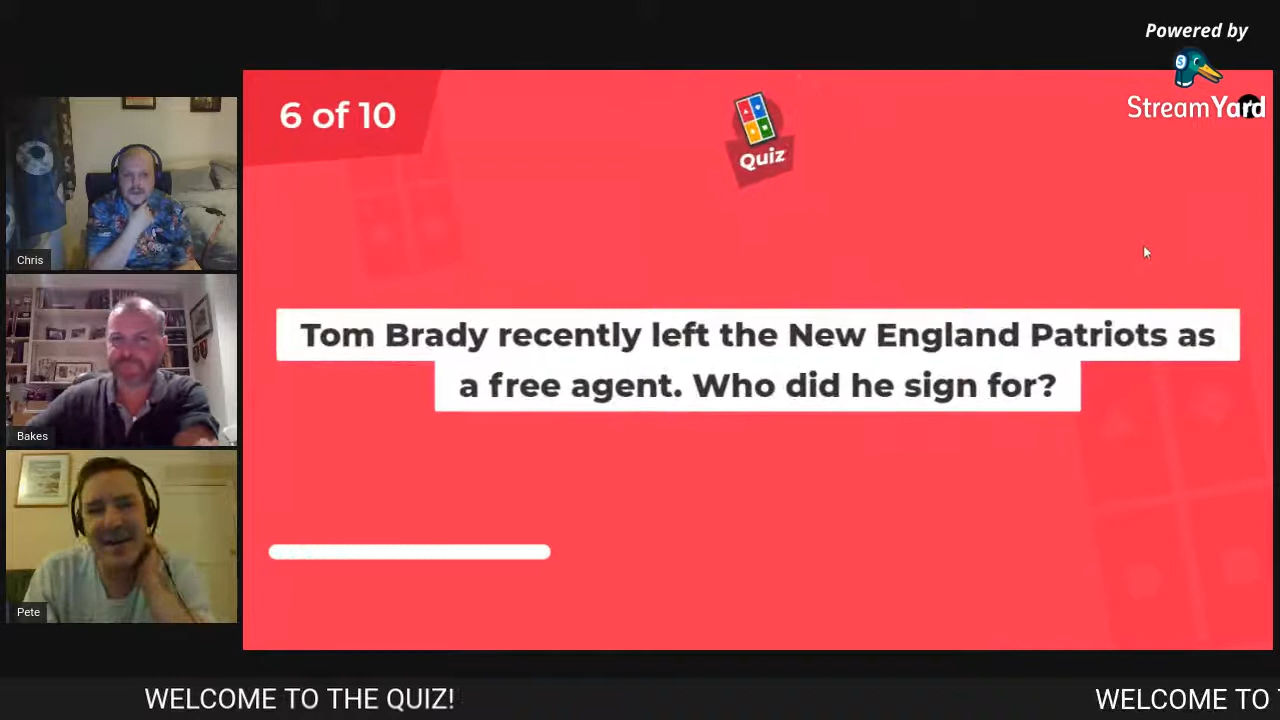 Powered by
StreamYard
6 of 10
Quiz
Tom Brady recently left the New England Patriots as
a free agent. Who did he sign for?
Chris
Bakes
Pete
WELCOME TO THE QUIZ!
WELCOME TO